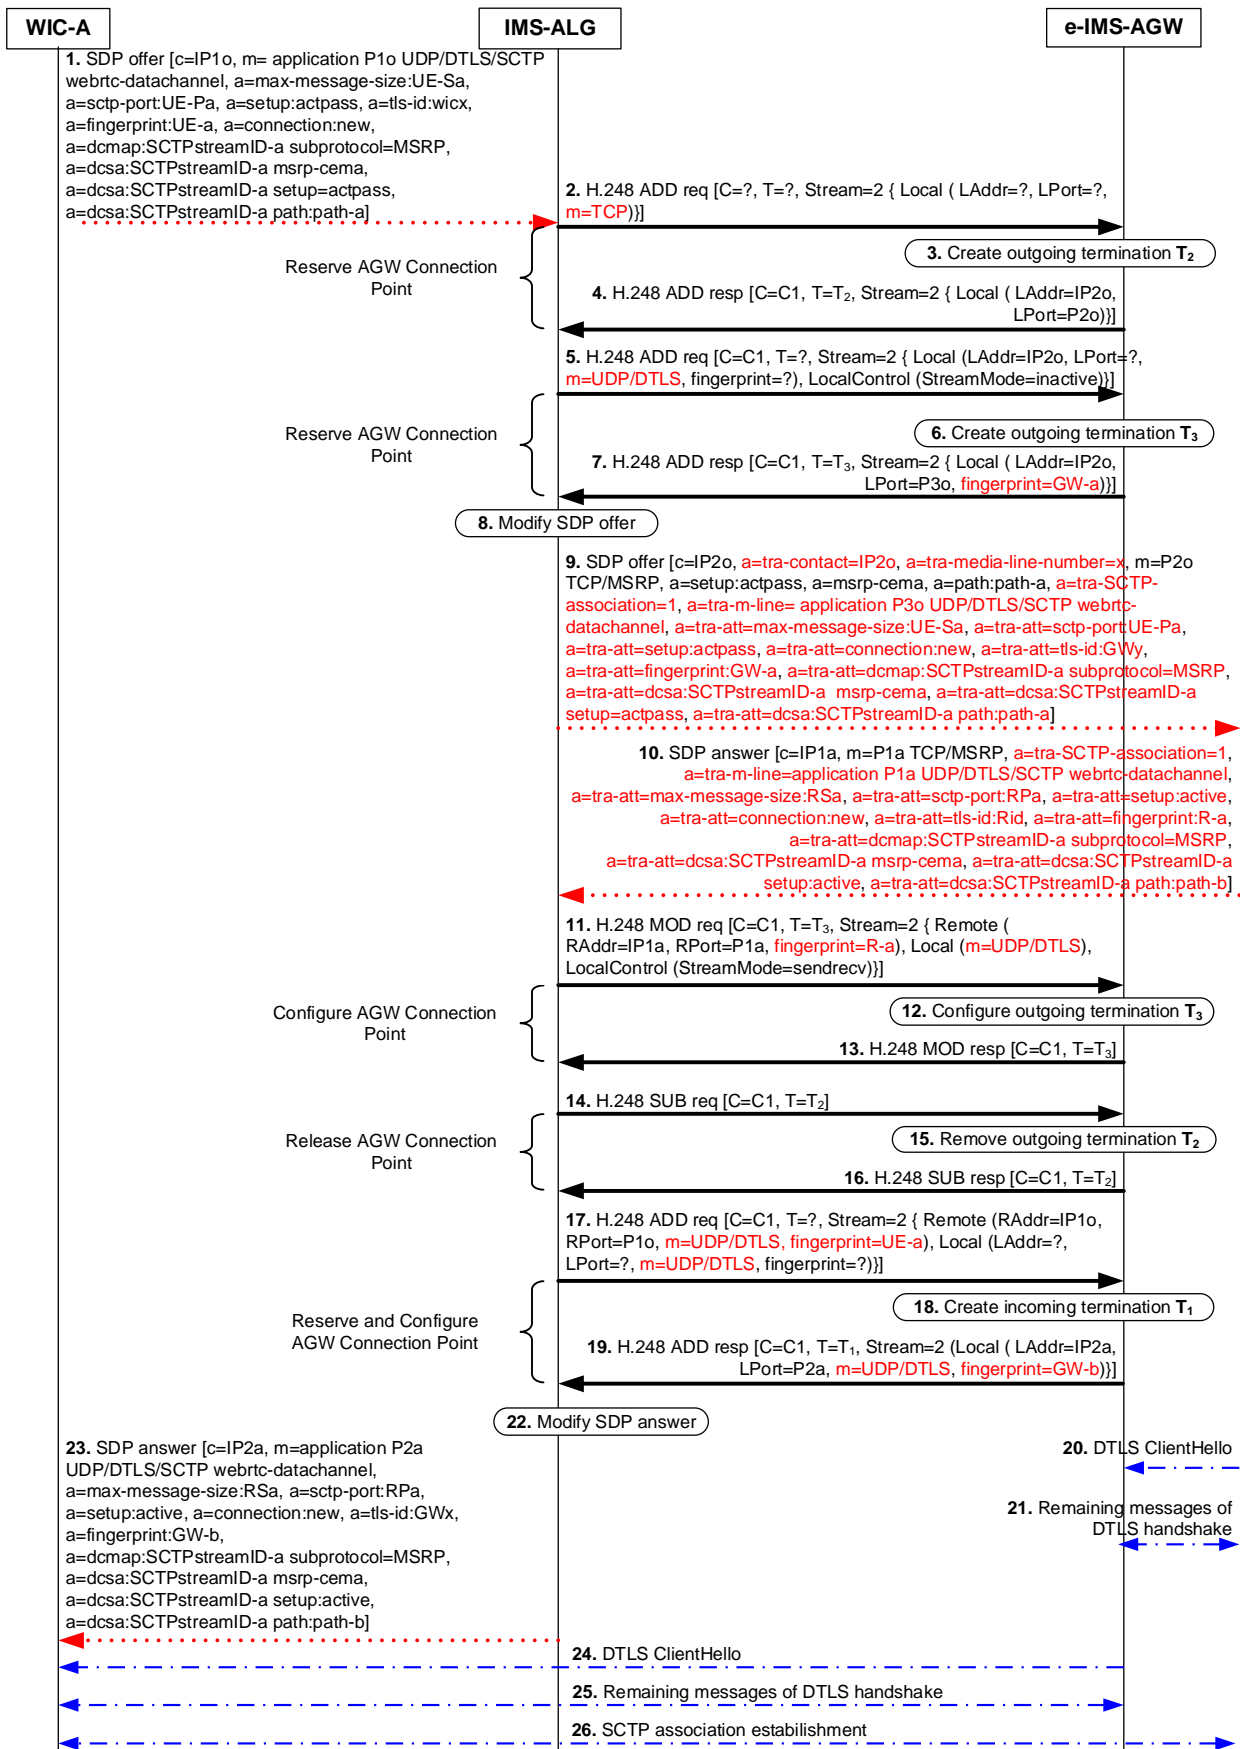 WIC-A
IMS-ALG
e-IMS-AGW
1. SDP offer [c=IP1o, m= application P1o UDP/DTLS/SCTP
webrtc-datachannel, a=max-message-size:UE-Sa,
a=sctp-port:UE-Pa, a=setup:actpass, a=tls-id:wicx,
a=fingerprint:UE-a, a=connection:new,
a=dcmap:SCTPstreamID-a subprotocol=MSRP,
a=dcsa:SCTPstreamID-a msrp-cema,
a=dcsa:SCTPstreamID-a setup=actpass,
a=dcsa:SCTPstreamID-a path:path-a]
2. H.248 ADD req [C=?, T=?, Stream=2 { Local ( LAddr=?, LPort=?,
m=TCP)}]
3. Create outgoing termination T2
Reserve AGW Connection
Point
4. H.248 ADD resp [C=C1, T=T2, Stream=2 { Local ( LAddr=IP2o,
LPort=P2o)}]
5. H.248 ADD req [C=C1, T=?, Stream=2 { Local (LAddr=IP2o, LPort=?,
m=UDP/DTLS, fingerprint=?), LocalControl (StreamMode=inactive)}]
6. Create outgoing termination T3
Reserve AGW Connection
Point
7. H.248 ADD resp [C=C1, T=T3, Stream=2 { Local ( LAddr=IP2o,
LPort=P3o, fingerprint=GW-a)}]
8. Modify SDP offer
9. SDP offer [c=IP2o, a=tra-contact=IP2o, a=tra-media-line-number=x, m=P2o
TCP/MSRP, a=setup:actpass, a=msrp-cema, a=path:path-a, a=tra-SCTP-
association=1, a=tra-m-line= application P3o UDP/DTLS/SCTP webrtc-
datachannel, a=tra-att=max-message-size:UE-Sa, a=tra-att=sctp-port:UE-Pa,
a=tra-att=setup:actpass, a=tra-att=connection:new, a=tra-att=tls-id:GWy,
a=tra-att=fingerprint:GW-a, a=tra-att=dcmap:SCTPstreamID-a subprotocol=MSRP,
a=tra-att=dcsa:SCTPstreamID-a  msrp-cema, a=tra-att=dcsa:SCTPstreamID-a
setup=actpass, a=tra-att=dcsa:SCTPstreamID-a path:path-a]
10. SDP answer [c=IP1a, m=P1a TCP/MSRP, a=tra-SCTP-association=1,
a=tra-m-line=application P1a UDP/DTLS/SCTP webrtc-datachannel,
a=tra-att=max-message-size:RSa, a=tra-att=sctp-port:RPa, a=tra-att=setup:active,
a=tra-att=connection:new, a=tra-att=tls-id:Rid, a=tra-att=fingerprint:R-a,
a=tra-att=dcmap:SCTPstreamID-a subprotocol=MSRP,
a=tra-att=dcsa:SCTPstreamID-a msrp-cema, a=tra-att=dcsa:SCTPstreamID-a
setup:active, a=tra-att=dcsa:SCTPstreamID-a path:path-b]
11. H.248 MOD req [C=C1, T=T3, Stream=2 { Remote (
RAddr=IP1a, RPort=P1a, fingerprint=R-a), Local (m=UDP/DTLS),
LocalControl (StreamMode=sendrecv)}]
12. Configure outgoing termination T3
Configure AGW Connection
Point
13. H.248 MOD resp [C=C1, T=T3]
14. H.248 SUB req [C=C1, T=T2]
15. Remove outgoing termination T2
Release AGW Connection
Point
16. H.248 SUB resp [C=C1, T=T2]
17. H.248 ADD req [C=C1, T=?, Stream=2 { Remote (RAddr=IP1o,
RPort=P1o, m=UDP/DTLS, fingerprint=UE-a), Local (LAddr=?,
LPort=?, m=UDP/DTLS, fingerprint=?)}]
18. Create incoming termination T1
Reserve and Configure
AGW Connection Point
19. H.248 ADD resp [C=C1, T=T1, Stream=2 (Local ( LAddr=IP2a,
LPort=P2a, m=UDP/DTLS, fingerprint=GW-b)}]
22. Modify SDP answer
23. SDP answer [c=IP2a, m=application P2a
UDP/DTLS/SCTP webrtc-datachannel,
a=max-message-size:RSa, a=sctp-port:RPa,
a=setup:active, a=connection:new, a=tls-id:GWx,
a=fingerprint:GW-b,
a=dcmap:SCTPstreamID-a subprotocol=MSRP,
a=dcsa:SCTPstreamID-a msrp-cema,
a=dcsa:SCTPstreamID-a setup:active,
a=dcsa:SCTPstreamID-a path:path-b]
20. DTLS ClientHello
21. Remaining messages of
DTLS handshake
24. DTLS ClientHello
25. Remaining messages of DTLS handshake
26. SCTP association estabilishment